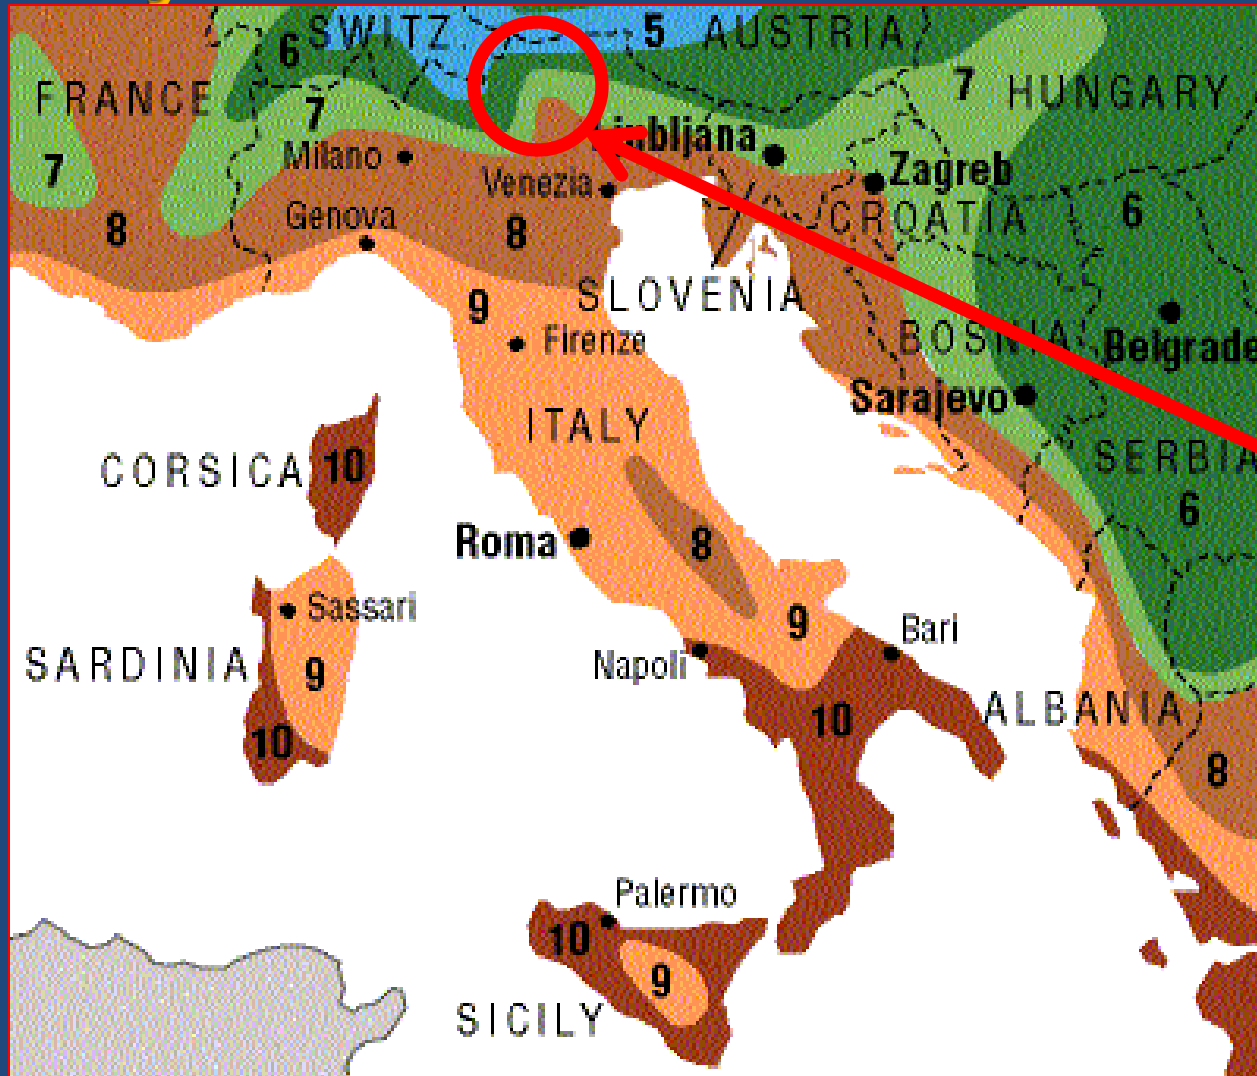 SWITZ.
5
AUSTRIA
6
FRANCE
7
HUNGARY
7
Ljubljana
Milano
7
Zagreb
Venezia
Genova
8
8
CROATIA
6
SLOVENIA
9
Firenze
BOSNIA
Belgrade
Sarajevo
ITALY
CORSICA
10
SERBIA
6
Roma
8
Sassari
9
Bari
SARDINIA
9
Napoli
10
10
ALBANIA
8
Palermo
10
9
SICILY